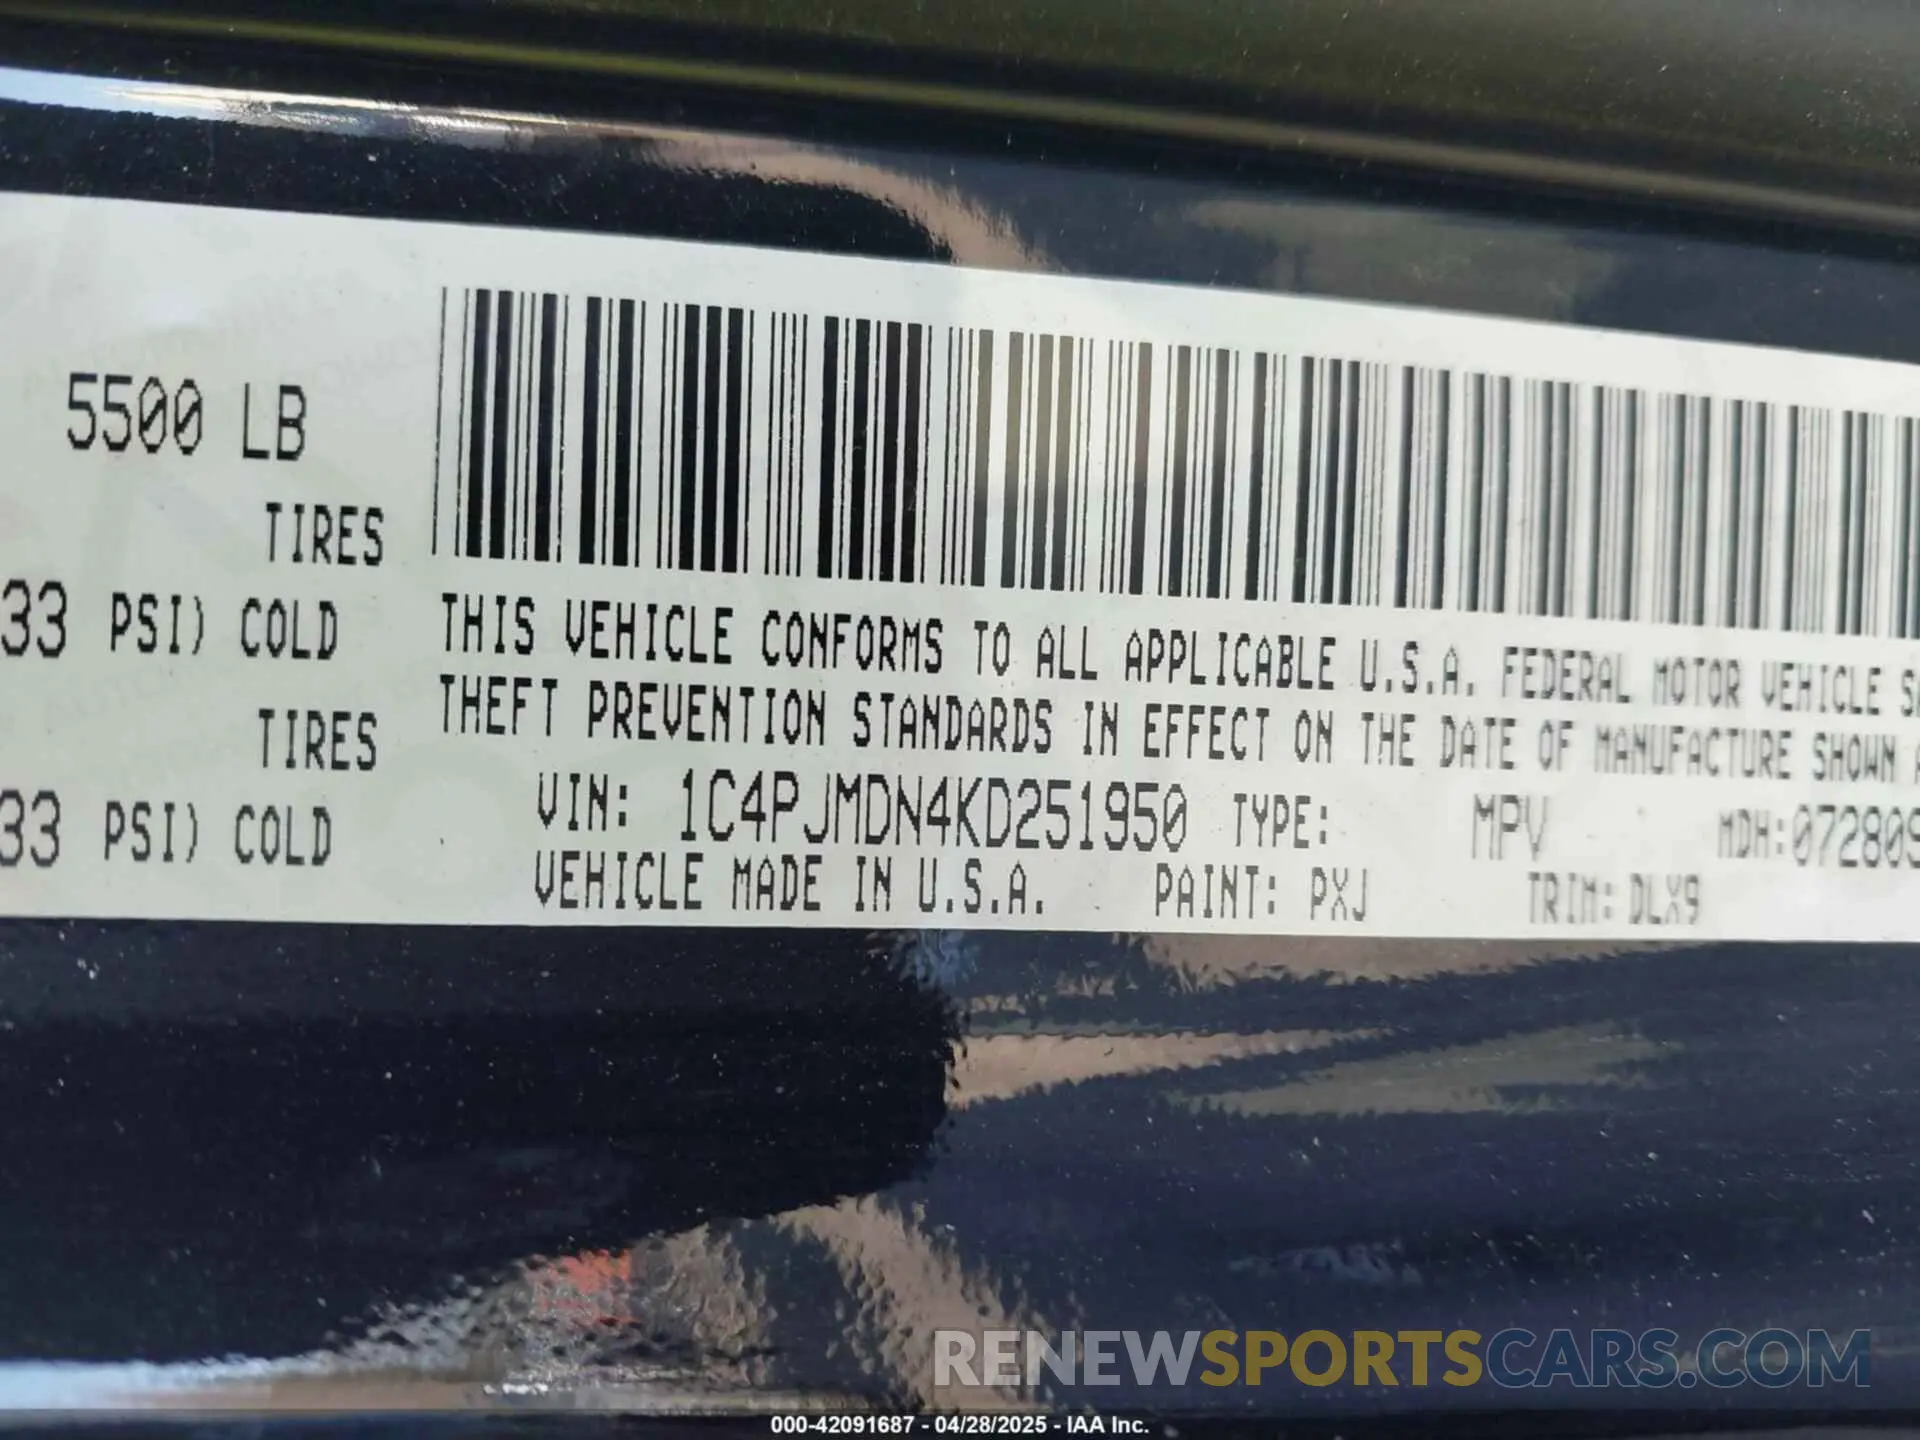 5500 LB
TIRES
33 PSI) COLD
TIRES
33 PSI) COLD
THIS VEHICLE CONFORMS TO ALL APPLICABLE U.S.A. FEDERAL MOTOR VEHICLE
THEFT PREVENTION STANDARDS IN EFFECT ON THE DATE OF MANUFACTURE SHOWN
VIN: 1C4PJMDN4KD251950 TYPE: MPV MDH:072809
VEHICLE MADE IN U.S.A. PAINT: PXJ TRIM: DLX9
RENEWSPORTSCARS.COM
000-42091687 - 04/28/2025 - IAA Inc.